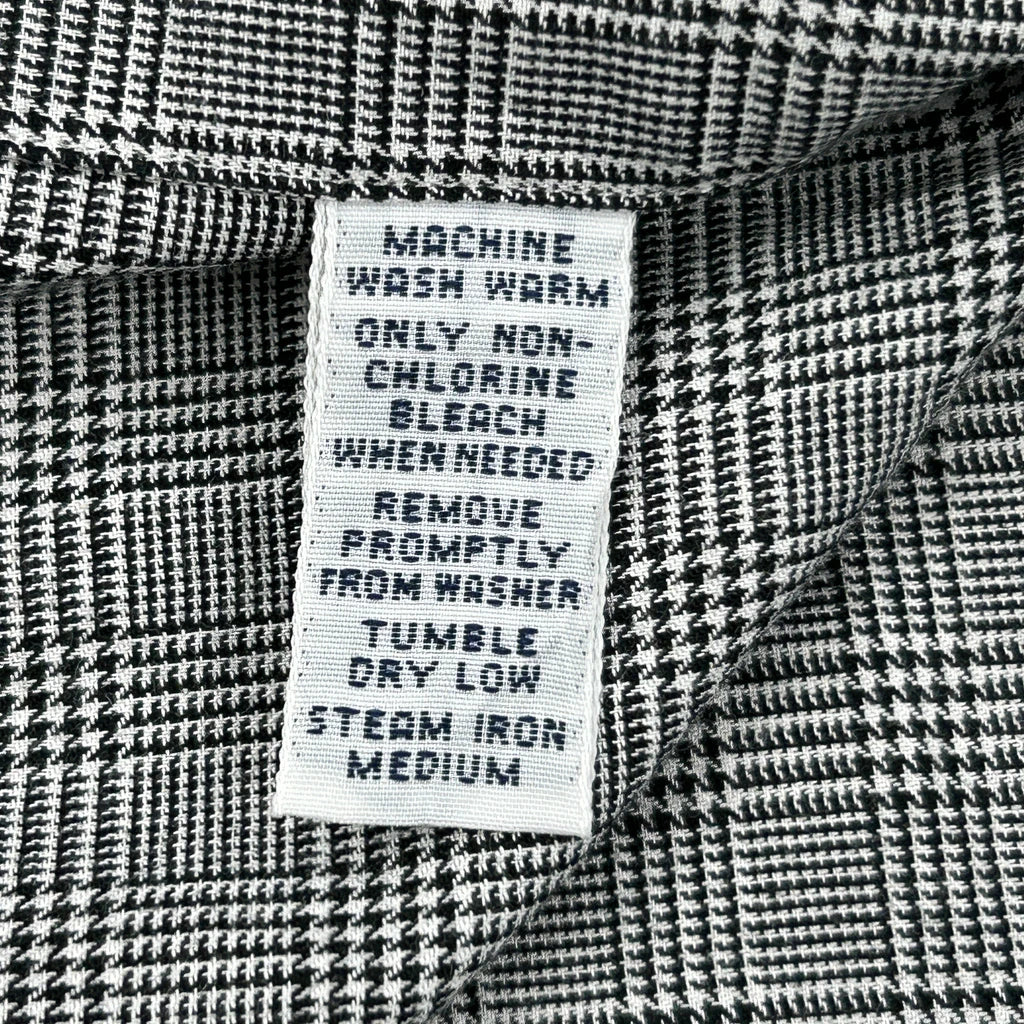 MACHINE
WASH WARM
ONLY NON-
CHLORINE
BLEACH
WHEN NEEDED
REMOVE
PROMPTLY
FROM WASHER
TUMBLE
DRY LOW
STEAM IRON
MEDIUM